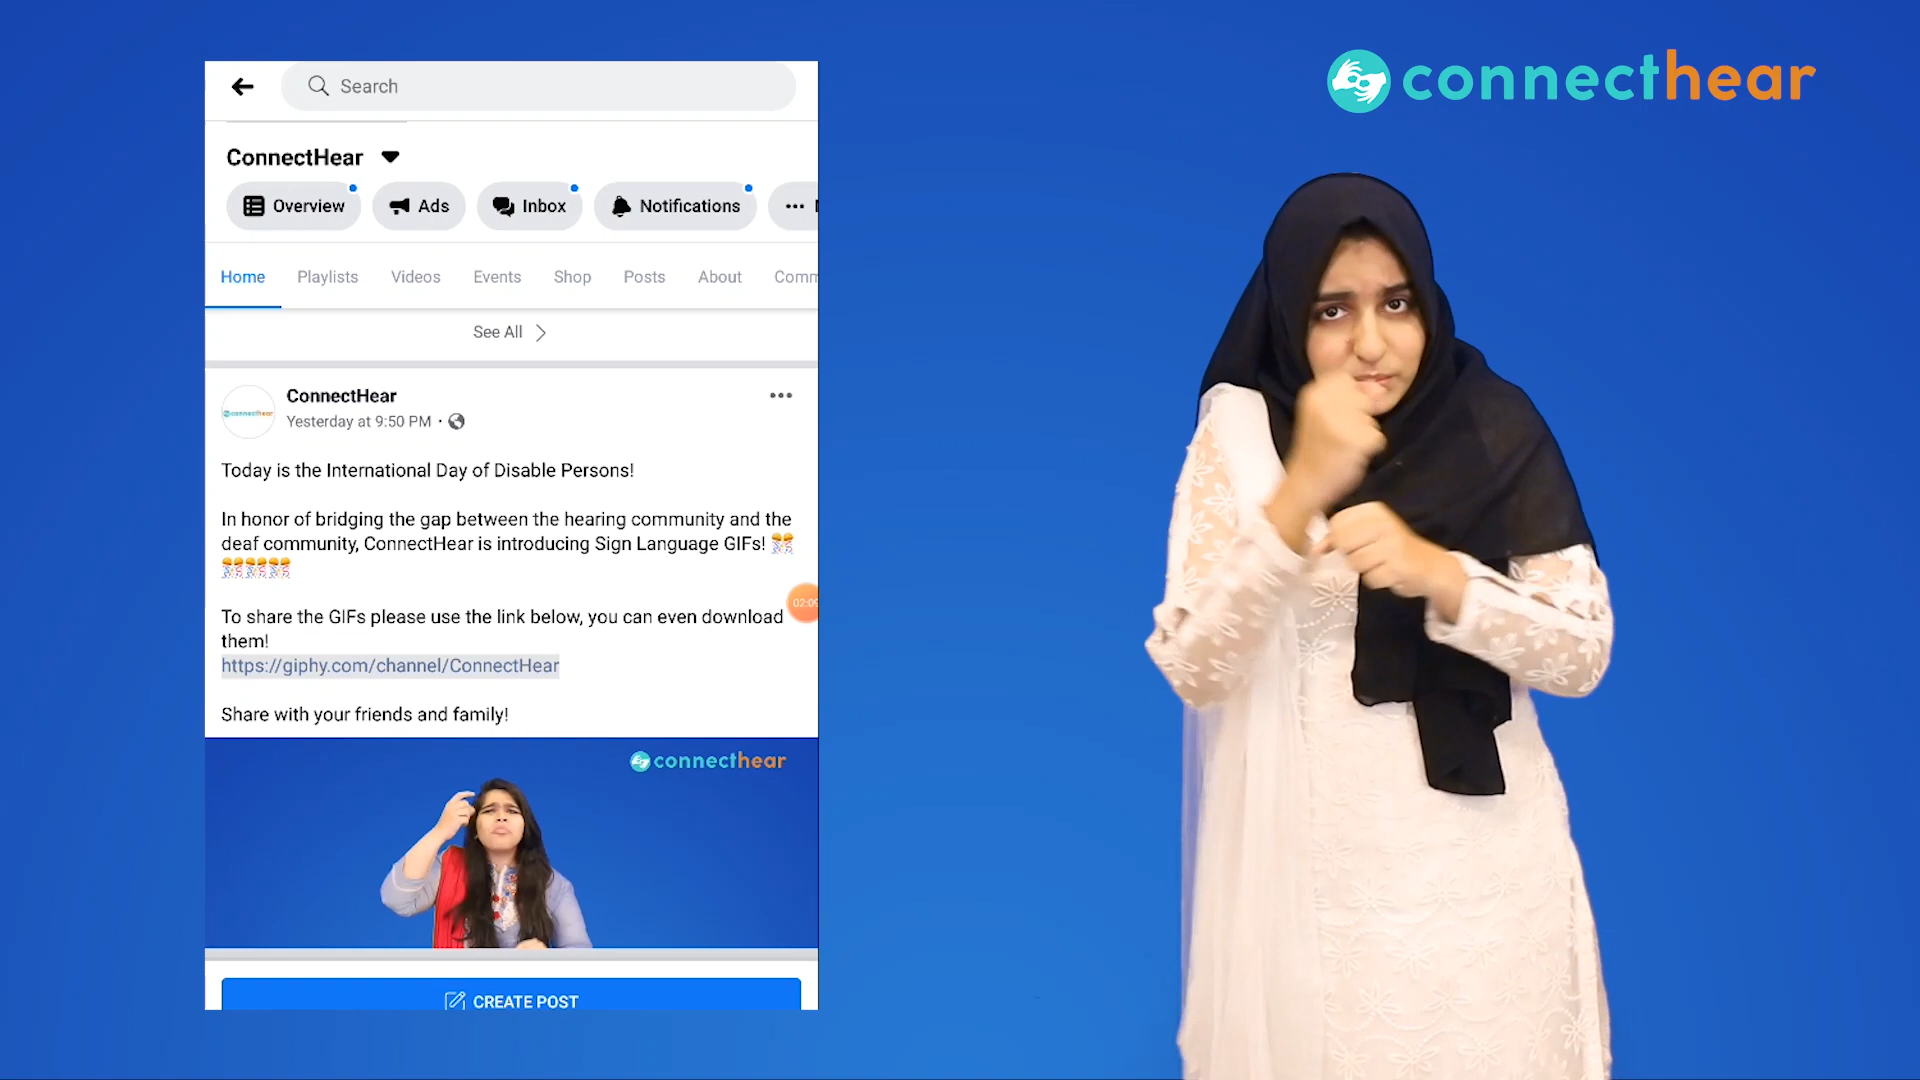 connecthear
Search
ConnectHear
Overview Ads Inbox Notifications
Home Playlists Videos Events Shop Posts About Comm
See All
connecthear
ConnectHear
Yesterday at 9:50 PM ·
Today is the International Day of Disable Persons!
In honor of bridging the gap between the hearing community and the
deaf community, ConnectHear is introducing Sign Language GIFs! 🎊
🎊🎊🎊
To share the GIFs please use the link below, you can even download
them!
02:09
https://giphy.com/channel/ConnectHear
Share with your friends and family!
connecthear
CREATE POST